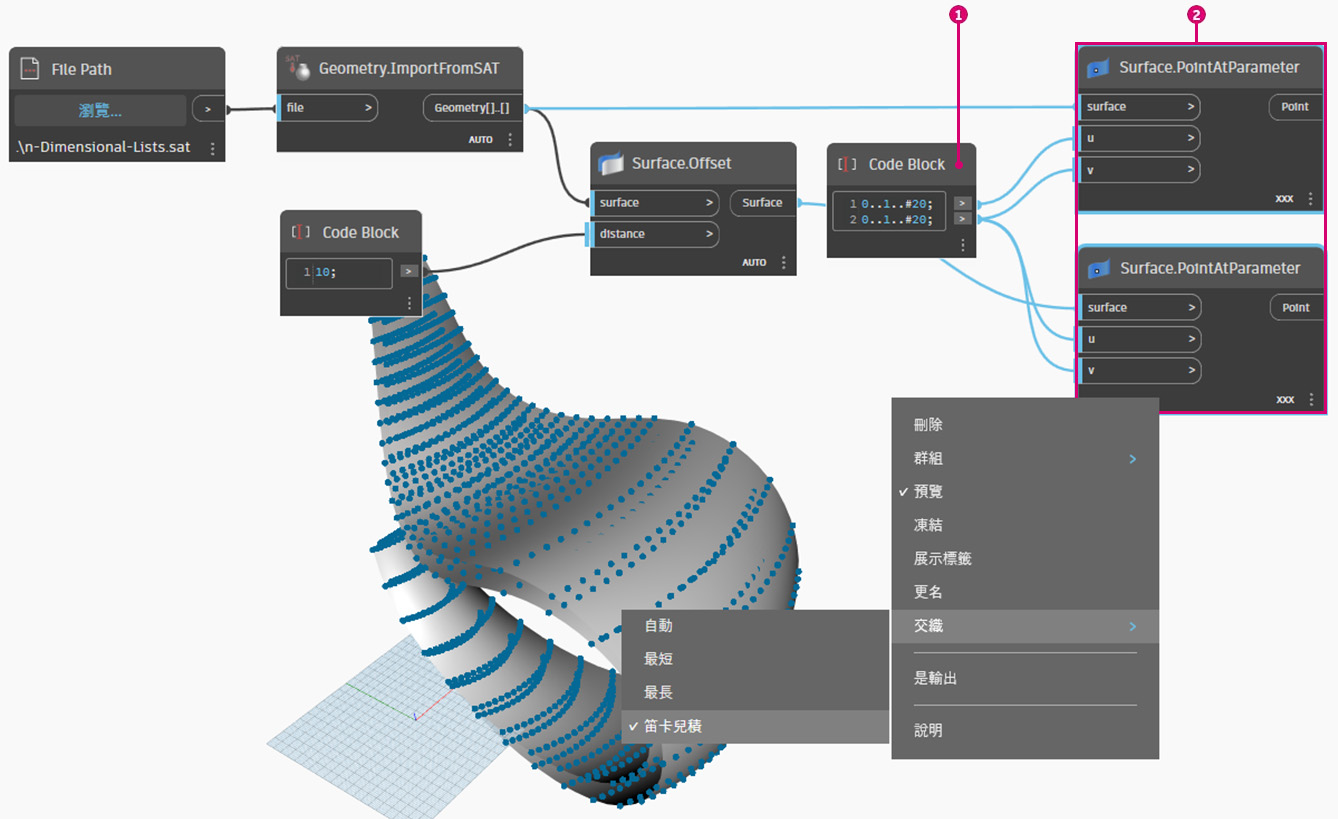 1
2
File Path
瀏覽...
>
.\n-Dimensional-Lists.sat
SAT
Geometry.ImportFromSAT
file >
Geometry[]..[]
AUTO
Surface.Offset
surface >
Surface
distance >
AUTO
Code Block
1 10;
>
Code Block
1 0..1..#20;
>
2 0..1..#20;
>
Surface.PointAtParameter
surface >
Point
u >
v >
xxx
Surface.PointAtParameter
surface >
Point
u >
v >
xxx
刪除
群組 >
✓ 預覽
凍結
展示標籤
更名
交織 >
是輸出
說明
自動
最短
最長
✓ 笛卡兒積